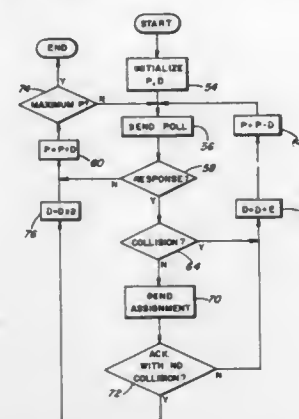 START
END
INITIALIZE
P, D
54
74
MAXIMUM P?
Y
N
SEND POLL
56
P = P + D
60
RESPONSE?
58
N
Y
76
COLLISION?
Y
64
N
SEND
ASSIGNMENT
70
ACK
WITH NO
COLLISION?
N
72
Y